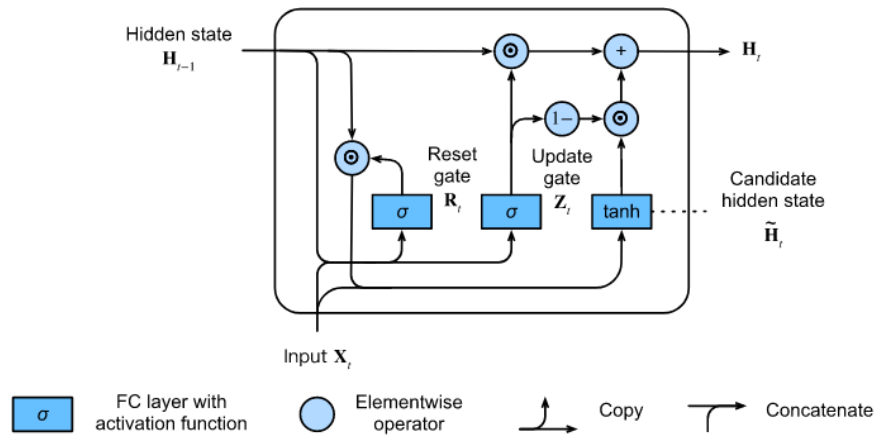 Hidden state
H_{t−1}
H_t
+
1−
Reset
gate
R_t
Update
gate
Z_t
σ
σ
tanh
Candidate
hidden state
H̃_t
Input X_t
σ
FC layer with
activation function
Elementwise
operator
Copy
Concatenate